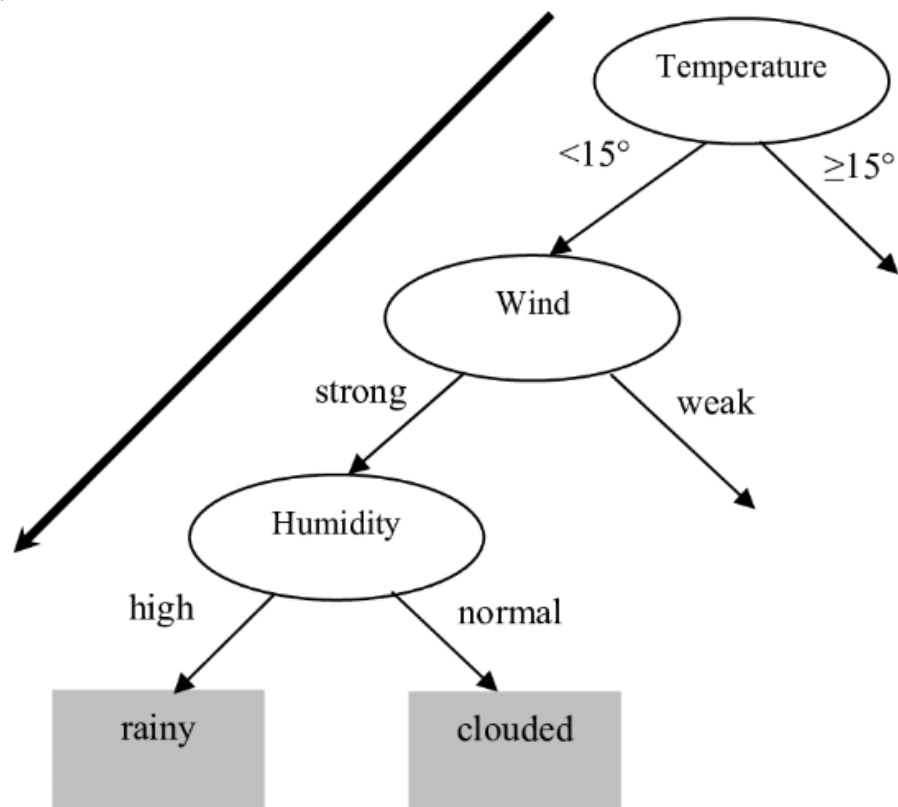 Temperature
<15°
≥15°
Wind
strong
weak
Humidity
high
normal
rainy
clouded